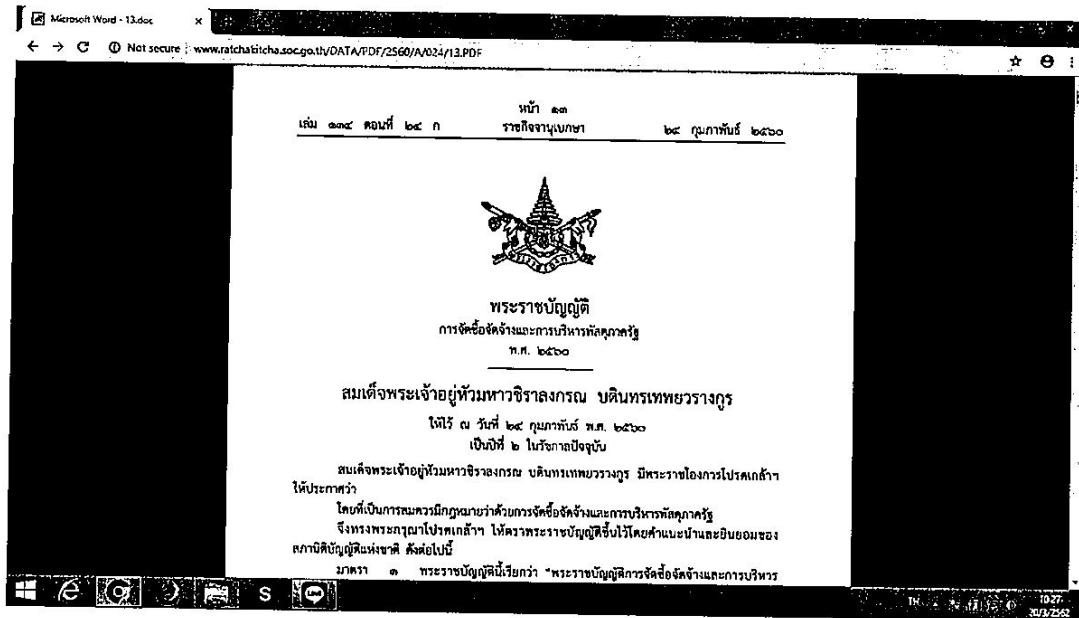 Microsoft Word - 13.doc
Not secure www.ratchakitcha.soc.go.th/DATA/PDF/2560/A/024/13.PDF
หน้า ๑๓
เล่ม ๑๓๔ ตอนที่ ๒๔ ก ราชกิจจานุเบกษา ๒๔ กุมภาพันธ์ ๒๕๖๐
พระราชบัญญัติ
การจัดซื้อจัดจ้างและการบริหารพัสดุภาครัฐ
พ.ศ. ๒๕๖๐
สมเด็จพระเจ้าอยู่หัวมหาวชิราลงกรณ บดินทรเทพยวรางกูร
ให้ไว้ ณ วันที่ ๒๔ กุมภาพันธ์ พ.ศ. ๒๕๖๐
เป็นปีที่ ๒ ในรัชกาลปัจจุบัน
สมเด็จพระเจ้าอยู่หัวมหาวชิราลงกรณ บดินทรเทพยวรางกูร มีพระราชโองการโปรดเกล้าฯ
ให้ประกาศว่า
โดยที่เป็นการสมควรมีกฎหมายว่าด้วยการจัดซื้อจัดจ้างและการบริหารพัสดุภาครัฐ
จึงทรงพระกรุณาโปรดเกล้าฯ ให้ตราพระราชบัญญัติขึ้นไว้โดยคำแนะนำและยินยอมของ
สภานิติบัญญัติแห่งชาติ ดังต่อไปนี้
มาตรา ๑ พระราชบัญญัตินี้เรียกว่า "พระราชบัญญัติการจัดซื้อจัดจ้างและการบริหาร
S
LINE
TH
10:27
20/3/2562